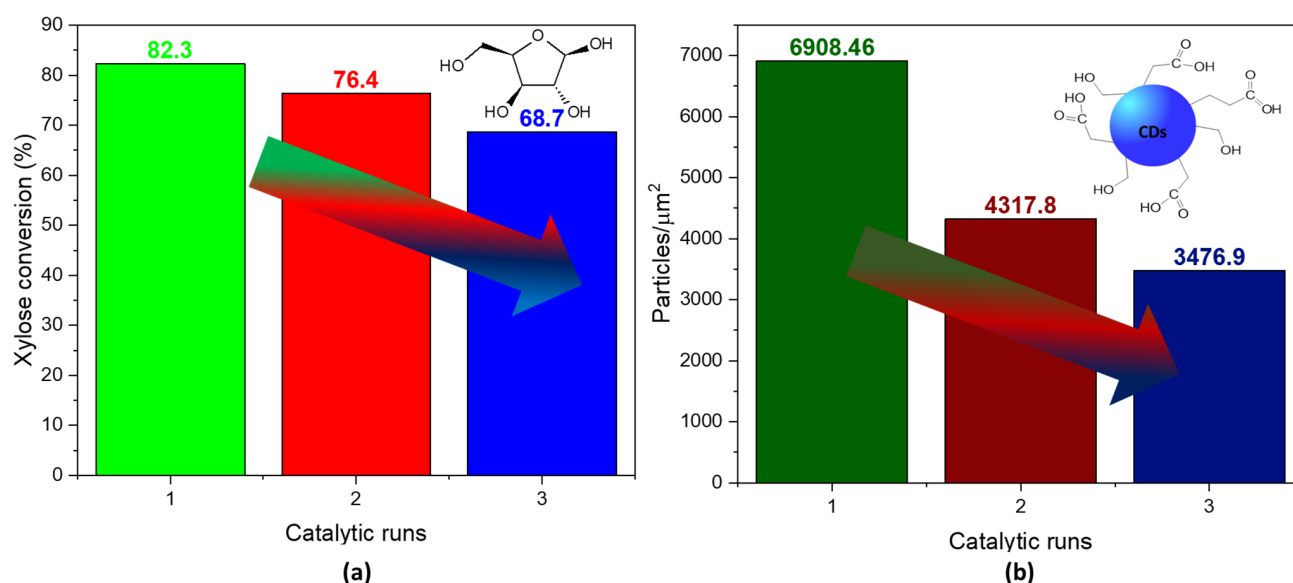 90
80
70
60
50
40
30
20
10
0
Xylose conversion (%)
82.3
76.4
68.7
O
OH
HO
HO
OH
1
2
3
Catalytic runs
(a)
7000
6000
5000
4000
3000
2000
1000
0
Particles/μm²
6908.46
4317.8
3476.9
O
C
OH
HO
O
C
OH
HO
C
O
CDs
OH
HO
HO
C
O
1
2
3
Catalytic runs
(b)